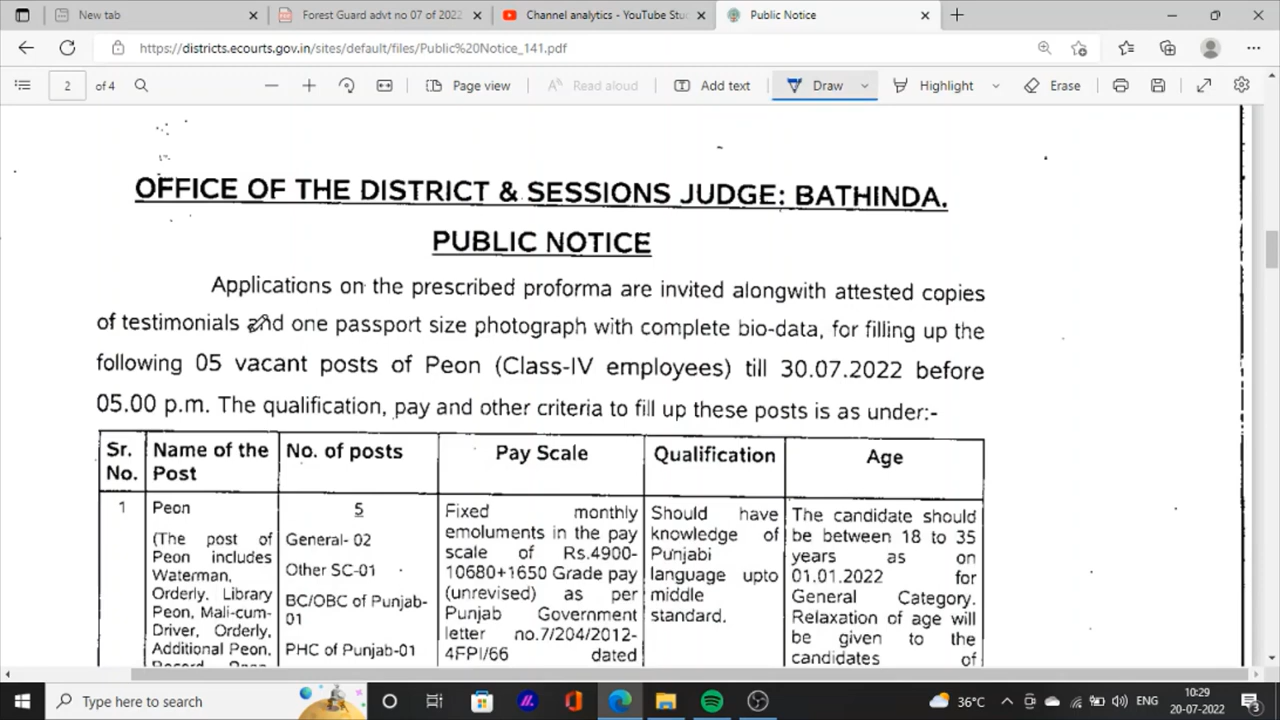 New tab
Forest Guard advt no 07 of 2022
Channel analytics - YouTube Stu
Public Notice
https://districts.ecourts.gov.in/sites/default/files/Public%20Notice_141.pdf
2 of 4
Page view
Read aloud
Add text
Draw
Highlight
Erase
OFFICE OF THE DISTRICT & SESSIONS JUDGE: BATHINDA.
PUBLIC NOTICE
Applications on the prescribed proforma are invited alongwith attested copies
of testimonials and one passport size photograph with complete bio-data, for filling up the
following 05 vacant posts of Peon (Class-IV employees) till 30.07.2022 before
05.00 p.m. The qualification, pay and other criteria to fill up these posts is as under:-
Sr. No.
Name of the Post
No. of posts
Pay Scale
Qualification
Age
1
Peon
(The post of
Peon includes
Waterman,
Orderly, Library
Peon, Mali-cum-
Driver, Orderly,
Additional Peon,
5
General- 02
Other SC-01
BC/OBC of Punjab-
01
PHC of Punjab-01
Fixed monthly
emoluments in the pay
scale of Rs.4900-
10680+1650 Grade pay
(unrevised) as per
Punjab Government
letter no.7/204/2012-
4FPI/66 dated
Should have
knowledge of
Punjabi
language upto
middle
standard.
The candidate should
be between 18 to 35
years as on
01.01.2022 for
General Category.
Relaxation of age will
be given to the
candidates of
Type here to search
36°C
ENG
10:29
20-07-2022
3